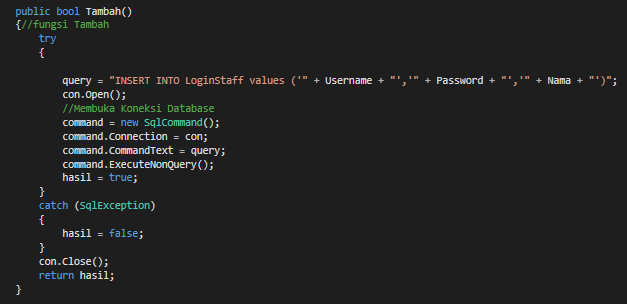 public bool Tambah()
{//fungsi Tambah
try
{
query = "INSERT INTO LoginStaff values ('" + Username + "','" + Password + "','" + Nama + "')";
con.Open();
//Membuka Koneksi Database
command = new SqlCommand();
command.Connection = con;
command.CommandText = query;
command.ExecuteNonQuery();
hasil = true;
}
catch (SqlException)
{
hasil = false;
}
con.Close();
return hasil;
}